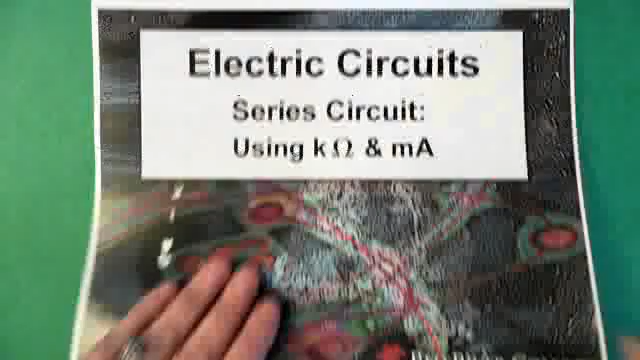 Electric Circuits
Series Circuit:
Using kΩ & mA